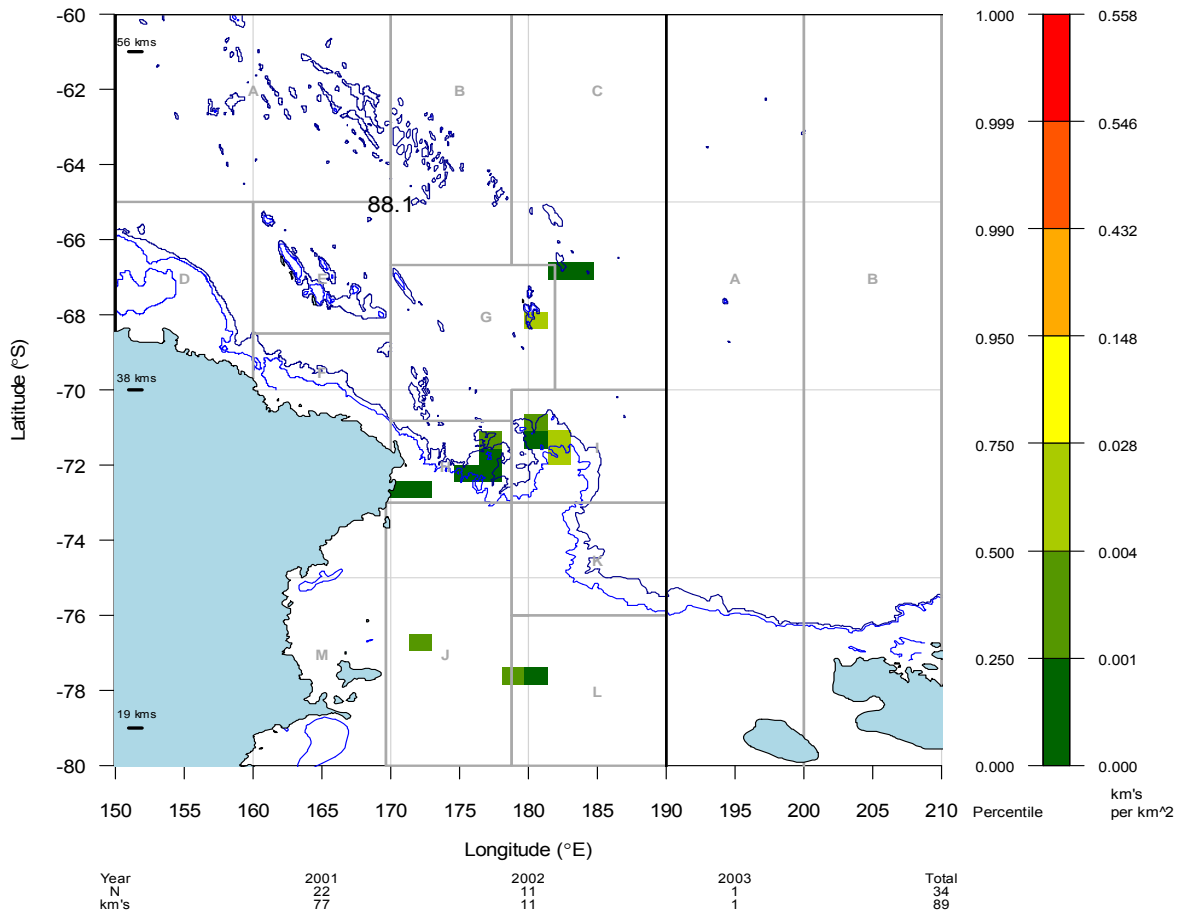 -60
56 kms
A
B
C
-62
-64
88.1
-66
D
E
A
B
-68
G
F
-70
38 kms
H
I
-72
-74
K
-76
M
J
-78
L
19 kms
-80
Latitude (°S)
150 155 160 165 170 175 180 185 190 195 200 205 210
Longitude (°E)
1.000 0.558
0.999 0.546
0.990 0.432
0.950 0.148
0.750 0.028
0.500 0.004
0.250 0.001
0.000 0.000
Percentile
km's
per km^2
Year 2001 2002 2003 Total
N 22 11 1 34
km's 77 11 1 89